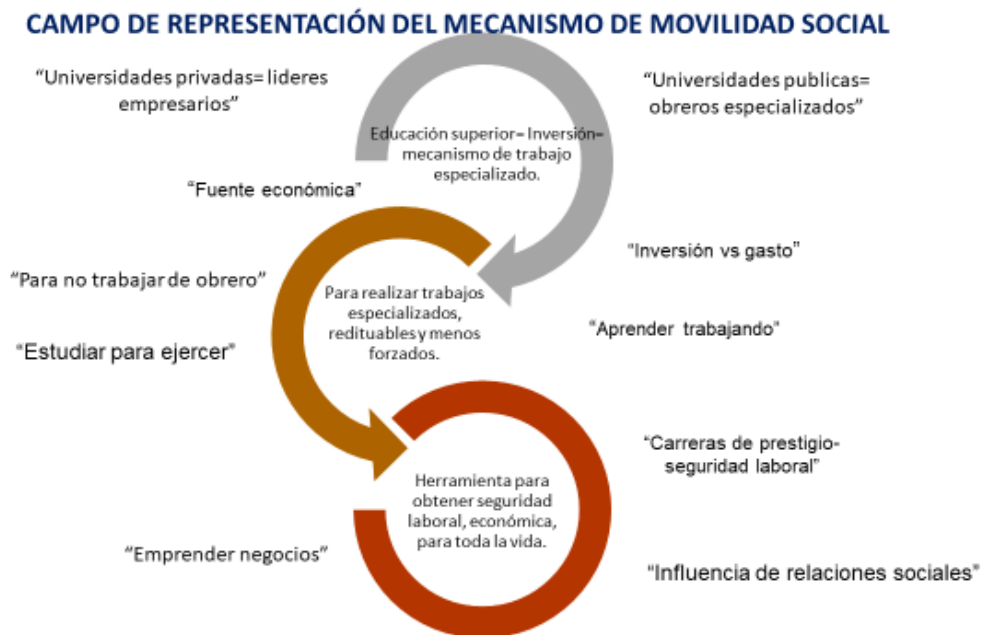 CAMPO DE REPRESENTACIÓN DEL MECANISMO DE MOVILIDAD SOCIAL
“Universidades privadas= lideres
empresarios”
“Universidades publicas=
obreros especializados”
Educación superior= Inversión=
mecanismo de trabajo
especializado.
“Fuente económica”
“Inversión vs gasto”
“Para no trabajar de obrero”
Para realizar trabajos
especializados,
redituables y menos
forzados.
“Aprender trabajando”
“Estudiar para ejercer”
“Carreras de prestigio-
seguridad laboral”
Herramienta para
obtener seguridad
laboral, económica,
para toda la vida.
“Emprender negocios”
“Influencia de relaciones sociales”